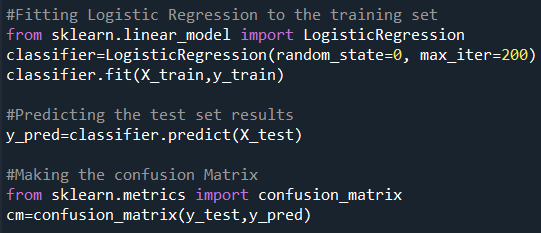 #Fitting Logistic Regression to the training set
from sklearn.linear_model import LogisticRegression
classifier=LogisticRegression(random_state=0, max_iter=200)
classifier.fit(X_train,y_train)

#Predicting the test set results
y_pred=classifier.predict(X_test)

#Making the confusion Matrix
from sklearn.metrics import confusion_matrix
cm=confusion_matrix(y_test,y_pred)